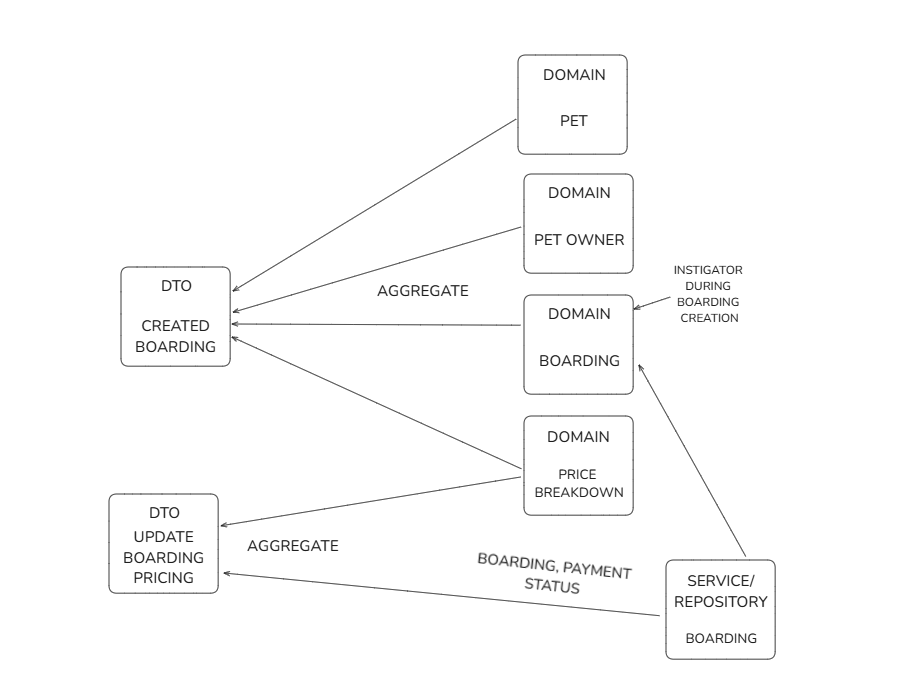 DOMAIN
PET
DOMAIN
PET OWNER
INSTIGATOR
DURING
BOARDING
CREATION
DTO
CREATED
BOARDING
AGGREGATE
DOMAIN
BOARDING
DOMAIN
PRICE
BREAKDOWN
DTO
UPDATE
BOARDING
PRICING
AGGREGATE
BOARDING, PAYMENT
STATUS
SERVICE/
REPOSITORY
BOARDING